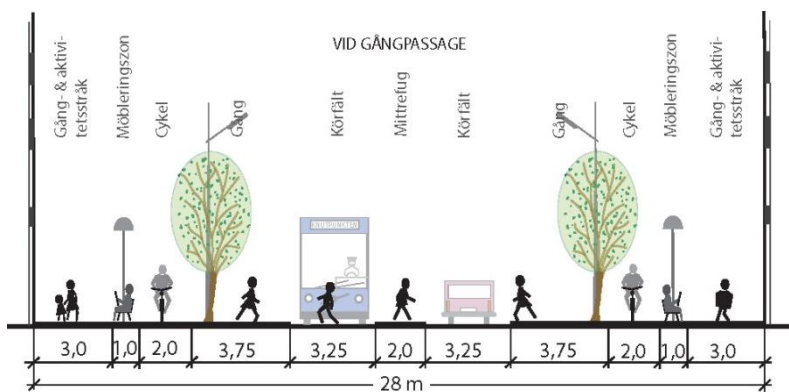 VID GÅNGPASSAGE
Gång- & aktivi-
tetsstråk
Möbleringszon
Cykel
Gång
Körfält
Mittrefug
Körfält
Gång
Cykel
Möbleringszon
Gång- & aktivi-
tetsstråk
3,0 1,0 2,0 3,75 3,25 2,0 3,25 3,75 2,0 1,0 3,0
28 m